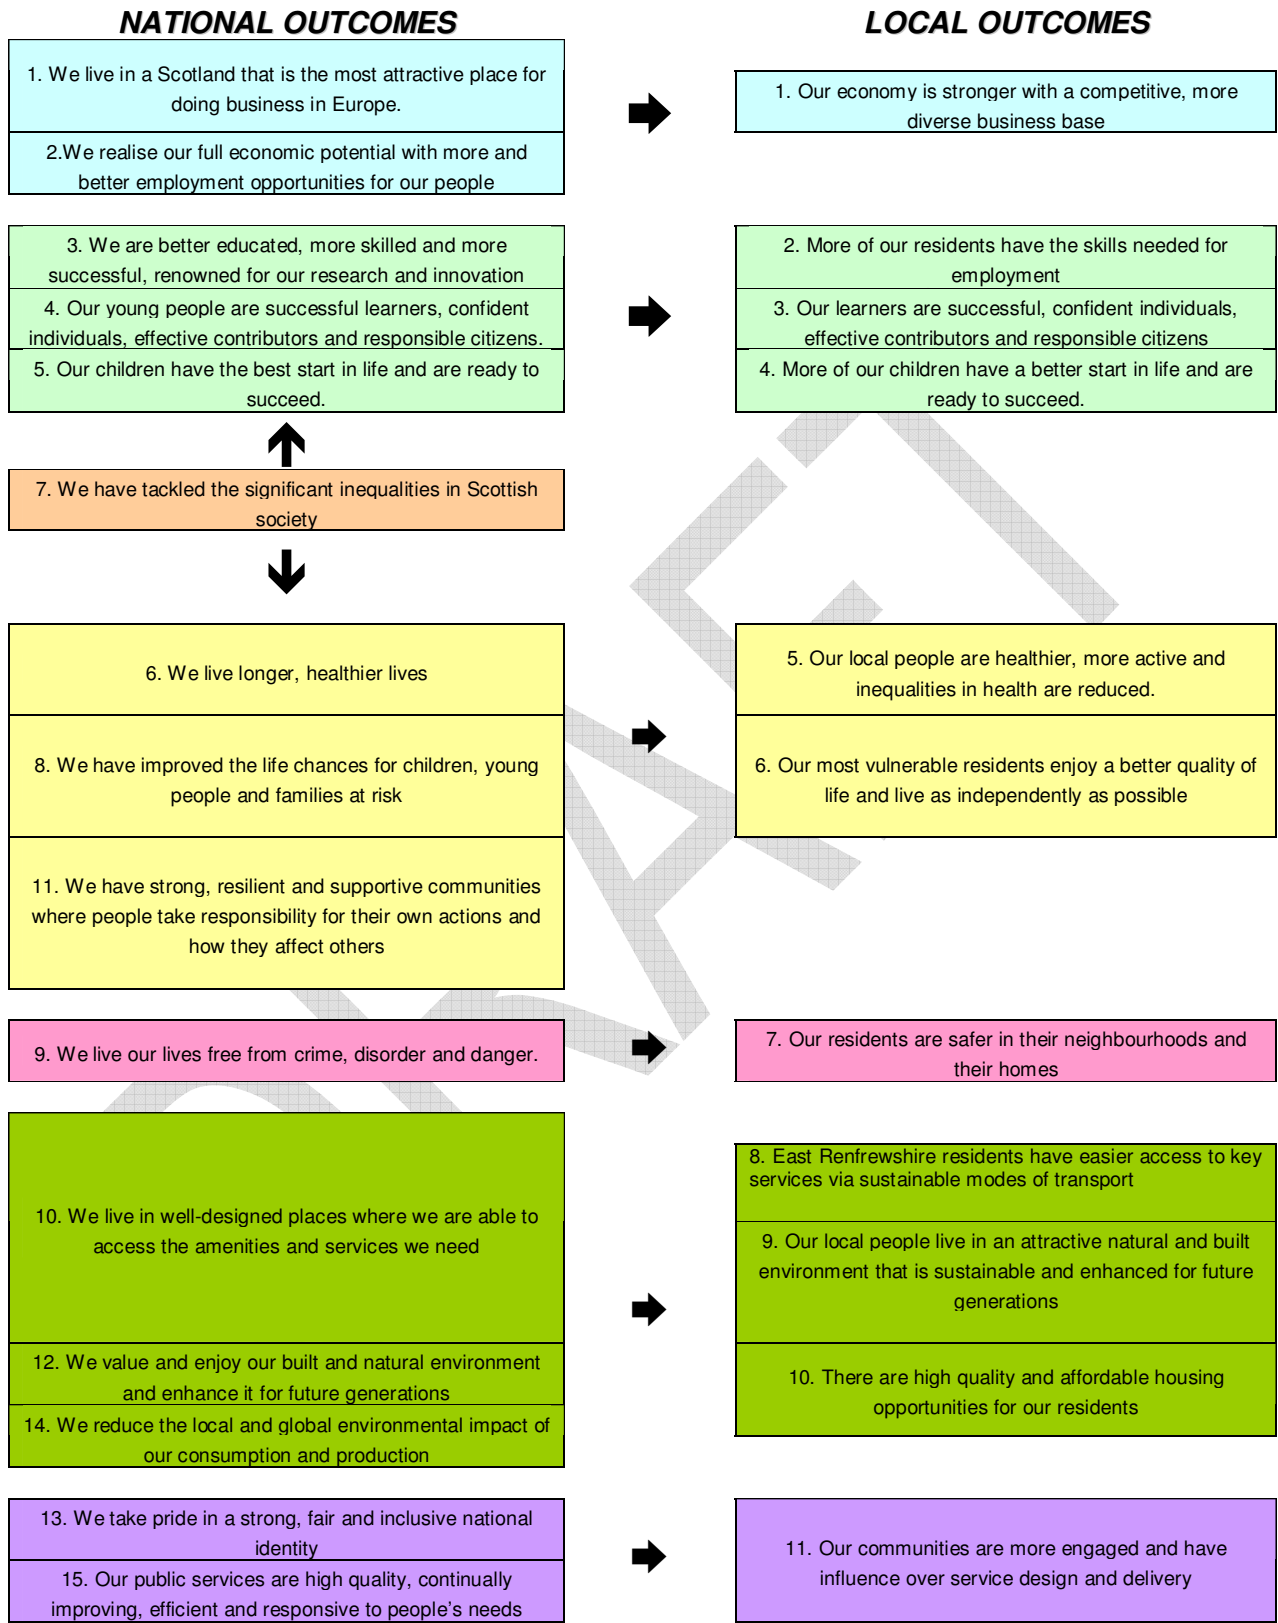 NATIONAL OUTCOMES
LOCAL OUTCOMES
1. We live in a Scotland that is the most attractive place for
doing business in Europe.
2.We realise our full economic potential with more and
better employment opportunities for our people
1. Our economy is stronger with a competitive, more
diverse business base
3. We are better educated, more skilled and more
successful, renowned for our research and innovation
4. Our young people are successful learners, confident
individuals, effective contributors and responsible citizens.
5. Our children have the best start in life and are ready to
succeed.
2. More of our residents have the skills needed for
employment
3. Our learners are successful, confident individuals,
effective contributors and responsible citizens
4. More of our children have a better start in life and are
ready to succeed.
7. We have tackled the significant inequalities in Scottish
society
6. We live longer, healthier lives
8. We have improved the life chances for children, young
people and families at risk
11. We have strong, resilient and supportive communities
where people take responsibility for their own actions and
how they affect others
5. Our local people are healthier, more active and
inequalities in health are reduced.
6. Our most vulnerable residents enjoy a better quality of
life and live as independently as possible
9. We live our lives free from crime, disorder and danger.
7. Our residents are safer in their neighbourhoods and
their homes
10. We live in well-designed places where we are able to
access the amenities and services we need
12. We value and enjoy our built and natural environment
and enhance it for future generations
14. We reduce the local and global environmental impact of
our consumption and production
8. East Renfrewshire residents have easier access to key
services via sustainable modes of transport
9. Our local people live in an attractive natural and built
environment that is sustainable and enhanced for future
generations
10. There are high quality and affordable housing
opportunities for our residents
13. We take pride in a strong, fair and inclusive national
identity
15. Our public services are high quality, continually
improving, efficient and responsive to people's needs
11. Our communities are more engaged and have
influence over service design and delivery
DRAFT